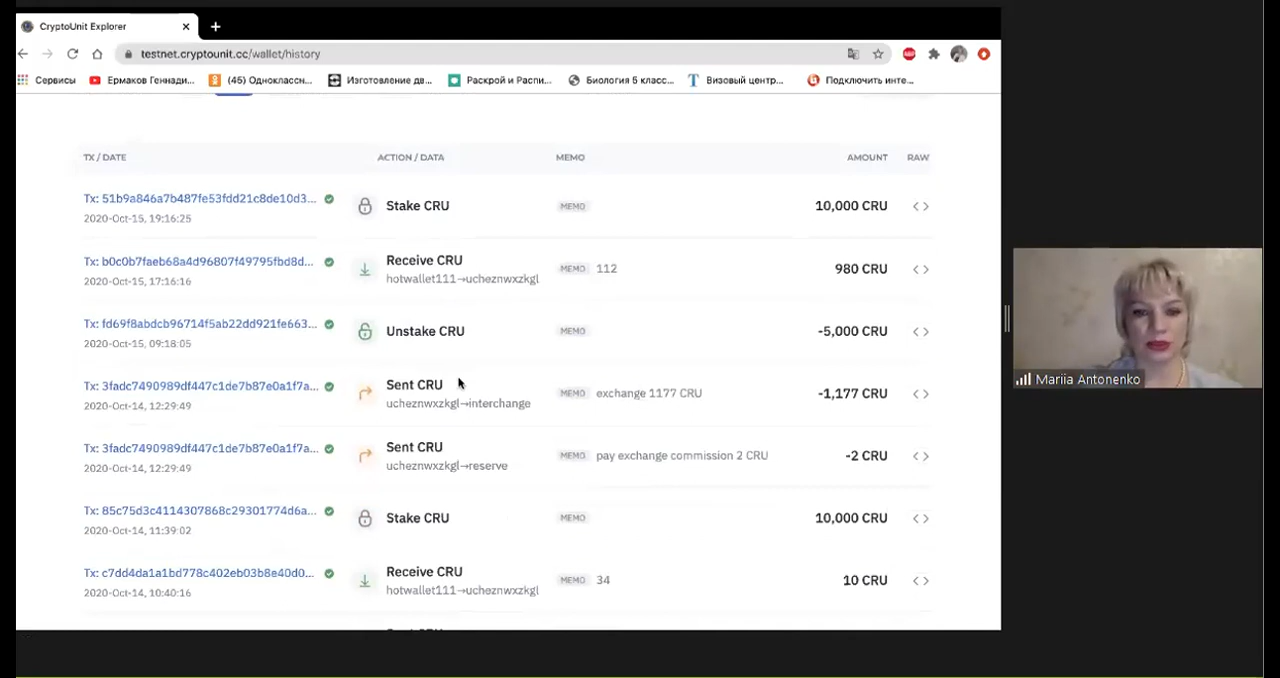 CryptoUnit Explorer
testnet.cryptounit.cc/wallet/history
Сервисы
Ермаков Геннади...
(45) Одноклассн...
Изготовление дв...
Раскрой и Распи...
Биология 5 класс...
Визовый центр...
Подключить инте...
TX / DATE ACTION / DATA MEMO AMOUNT RAW
Tx: 51b9a846a7b487fe53fdd21c8de10d3... Stake CRU MEMO 10,000 CRU
2020-Oct-15, 19:16:25
Tx: b0c0b7faeb68a4d96807f49795fbd8d... Receive CRU MEMO 112 980 CRU
2020-Oct-15, 17:16:16 hotwallet111→ucheznwxzkgl
Tx: fd69f8abdcb96714f5ab22dd921fe663... Unstake CRU MEMO -5,000 CRU
2020-Oct-15, 09:18:05
Tx: 3fadc7490989df447c1de7b87e0a1f7a... Sent CRU MEMO exchange 1177 CRU -1,177 CRU
2020-Oct-14, 12:29:49 ucheznwxzkgl→interchange
Tx: 3fadc7490989df447c1de7b87e0a1f7a... Sent CRU MEMO pay exchange commission 2 CRU -2 CRU
2020-Oct-14, 12:29:49 ucheznwxzkgl→reserve
Tx: 85c75d3c4114307868c29301774d6a... Stake CRU MEMO 10,000 CRU
2020-Oct-14, 11:39:02
Tx: c7dd4da1a1bd778c402eb03b8e40d0... Receive CRU MEMO 34 10 CRU
2020-Oct-14, 10:40:16 hotwallet111→ucheznwxzkgl
Mariia Antonenko